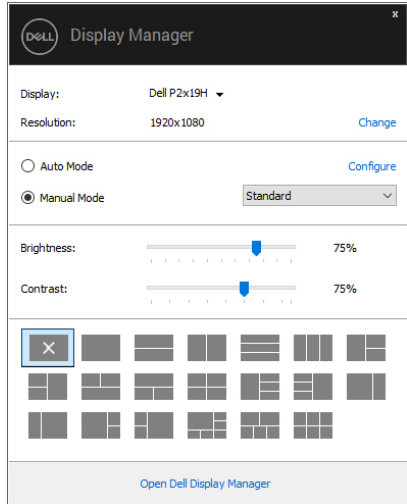 x
DELL Display Manager
Display: Dell P2x19H
Resolution: 1920x1080 Change
Auto Mode Configure
Manual Mode Standard
Brightness: 75%
Contrast: 75%
Open Dell Display Manager